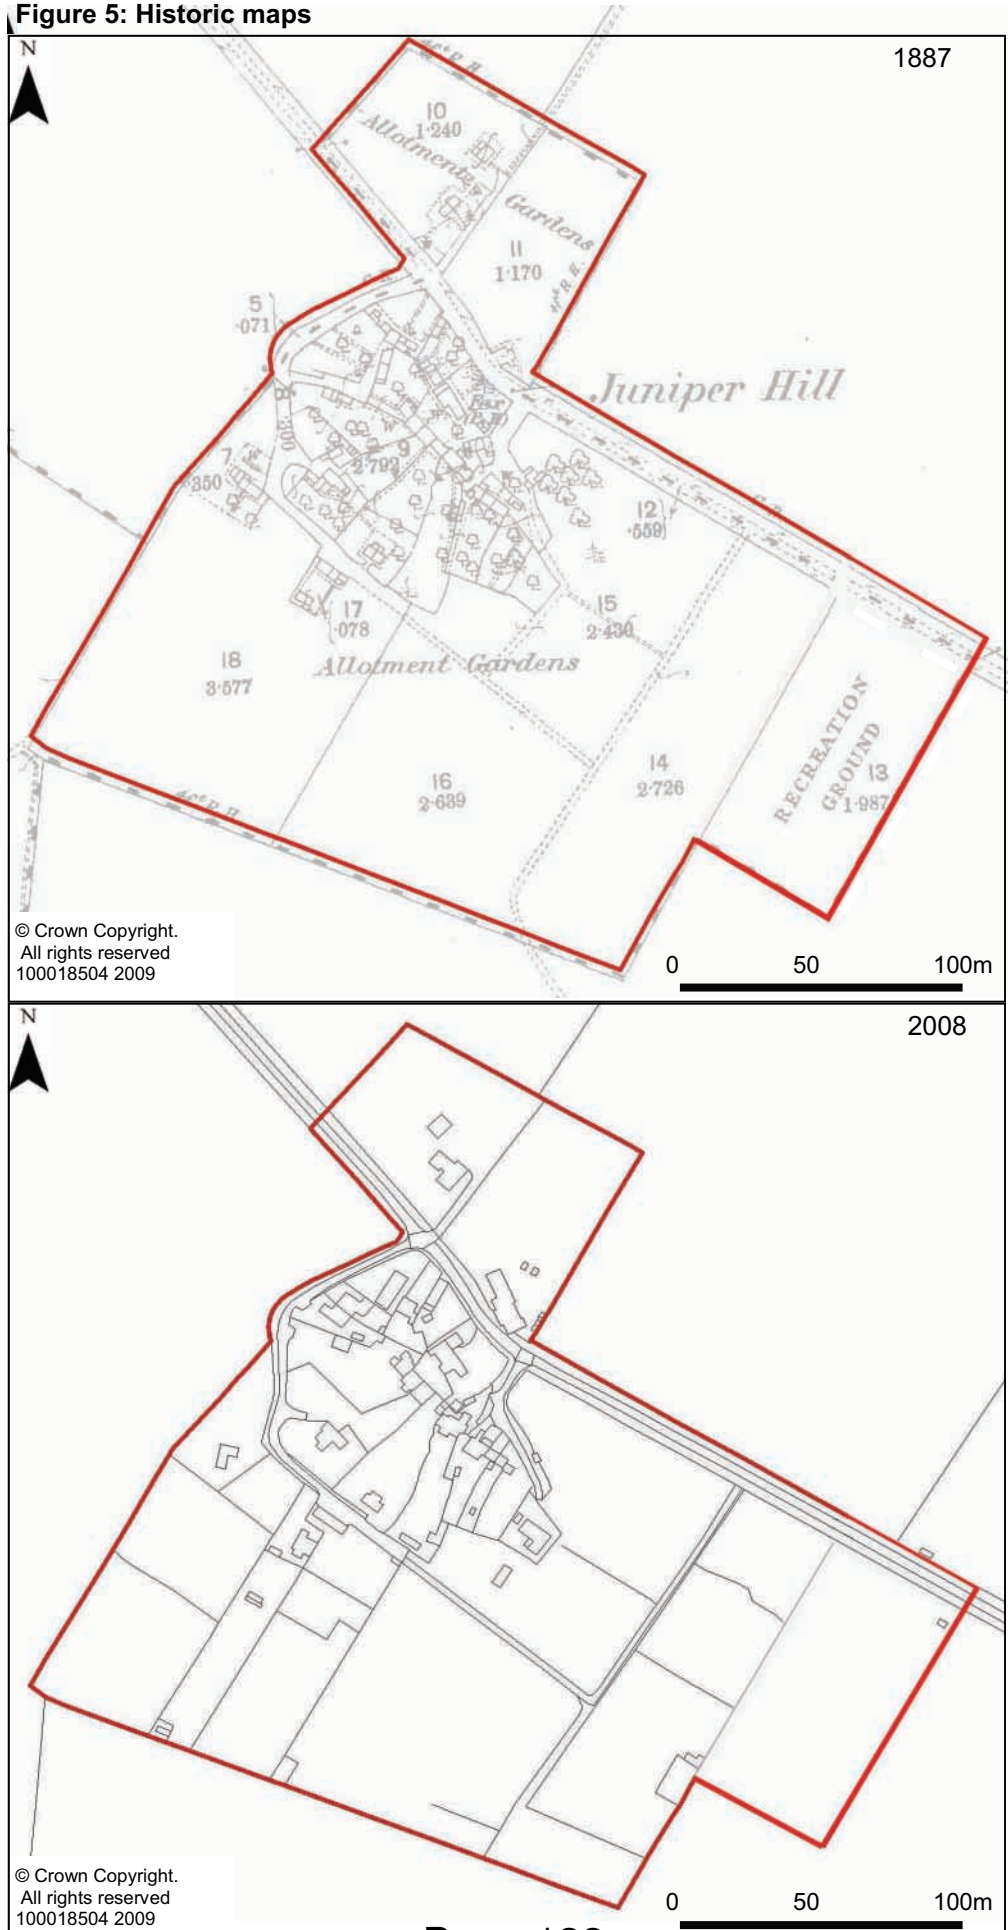 Figure 5: Historic maps
N
1887
4ft R.H.
10
1·240
Allotments
Gardens
11
1·170
4ft R.H.
5
·071
Juniper Hill
9
2·792
·300
7
·350
12
·559
15
2·430
17
·078
18
3·577
Allotment Gardens
16
2·639
14
2·726
RECREATION
GROUND
13
1·987
4ft R.H.
© Crown Copyright.
All rights reserved
100018504 2009
0 50 100m
N
2008
© Crown Copyright.
All rights reserved
100018504 2009
0 50 100m